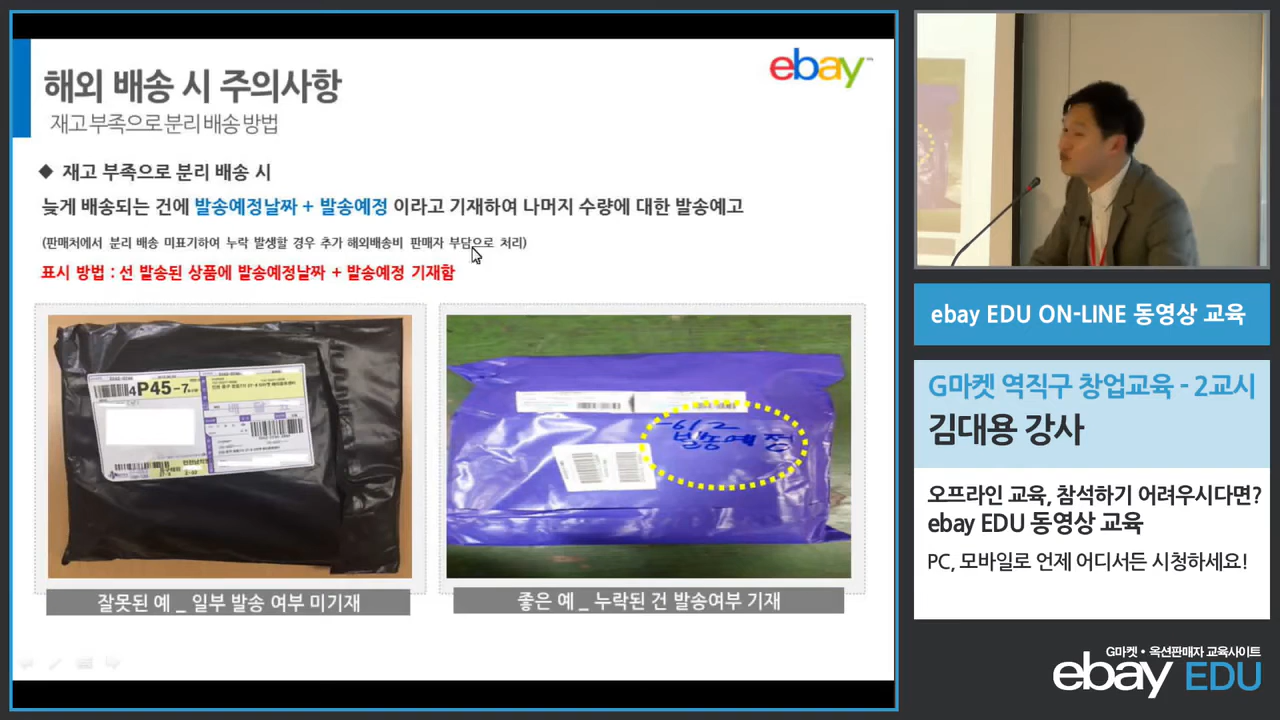 해외 배송 시 주의사항
ebay™
재고 부족으로 분리 배송 방법
◆ 재고 부족으로 분리 배송 시
늦게 배송되는 건에 발송예정날짜 + 발송예정 이라고 기재하여 나머지 수량에 대한 발송예고
(판매처에서 분리 배송 미표기하여 누락 발생할 경우 추가 해외배송비 판매자 부담으로 처리)
표시 방법 : 선 발송된 상품에 발송예정날짜 + 발송예정 기재함
4P45-7
6/2
발송예정
잘못된 예 _ 일부 발송 여부 미기재
좋은 예 _ 누락된 건 발송여부 기재
ebay EDU ON-LINE 동영상 교육
G마켓 역직구 창업교육 - 2교시
김대용 강사
오프라인 교육, 참석하기 어려우시다면?
ebay EDU 동영상 교육
PC, 모바일로 언제 어디서든 시청하세요!
G마켓 • 옥션판매자 교육사이트
ebay EDU